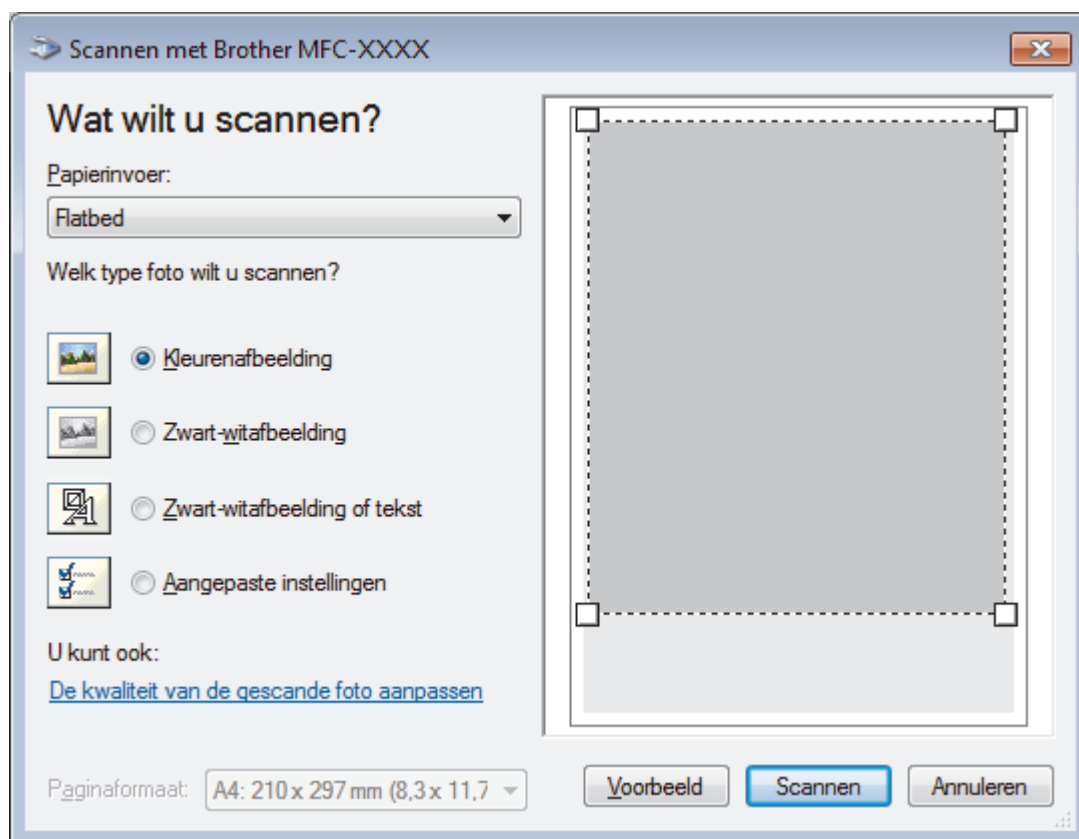 Scannen met Brother MFC-XXXX
Wat wilt u scannen?
Papierinvoer:
Flatbed
Welk type foto wilt u scannen?
Kleurenafbeelding
Zwart-witafbeelding
Zwart-witafbeelding of tekst
Aangepaste instellingen
U kunt ook:
De kwaliteit van de gescande foto aanpassen
Paginaformaat: A4: 210 x 297 mm (8,3 x 11,7
Voorbeeld Scannen Annuleren